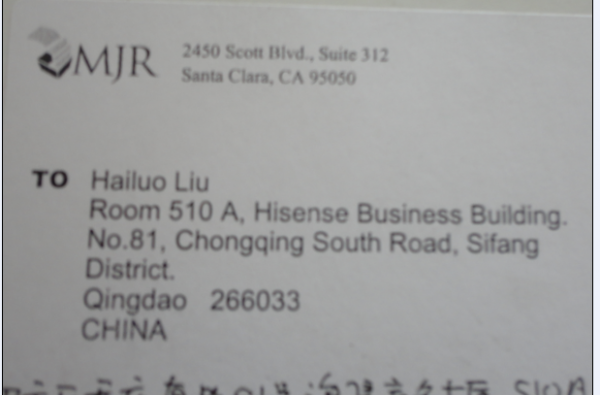 MJR
2450 Scott Blvd., Suite 312
Santa Clara, CA 95050
TO Hailuo Liu
Room 510 A, Hisense Business Building.
No.81, Chongqing South Road, Sifang
District.
Qingdao 266033
CHINA
510A